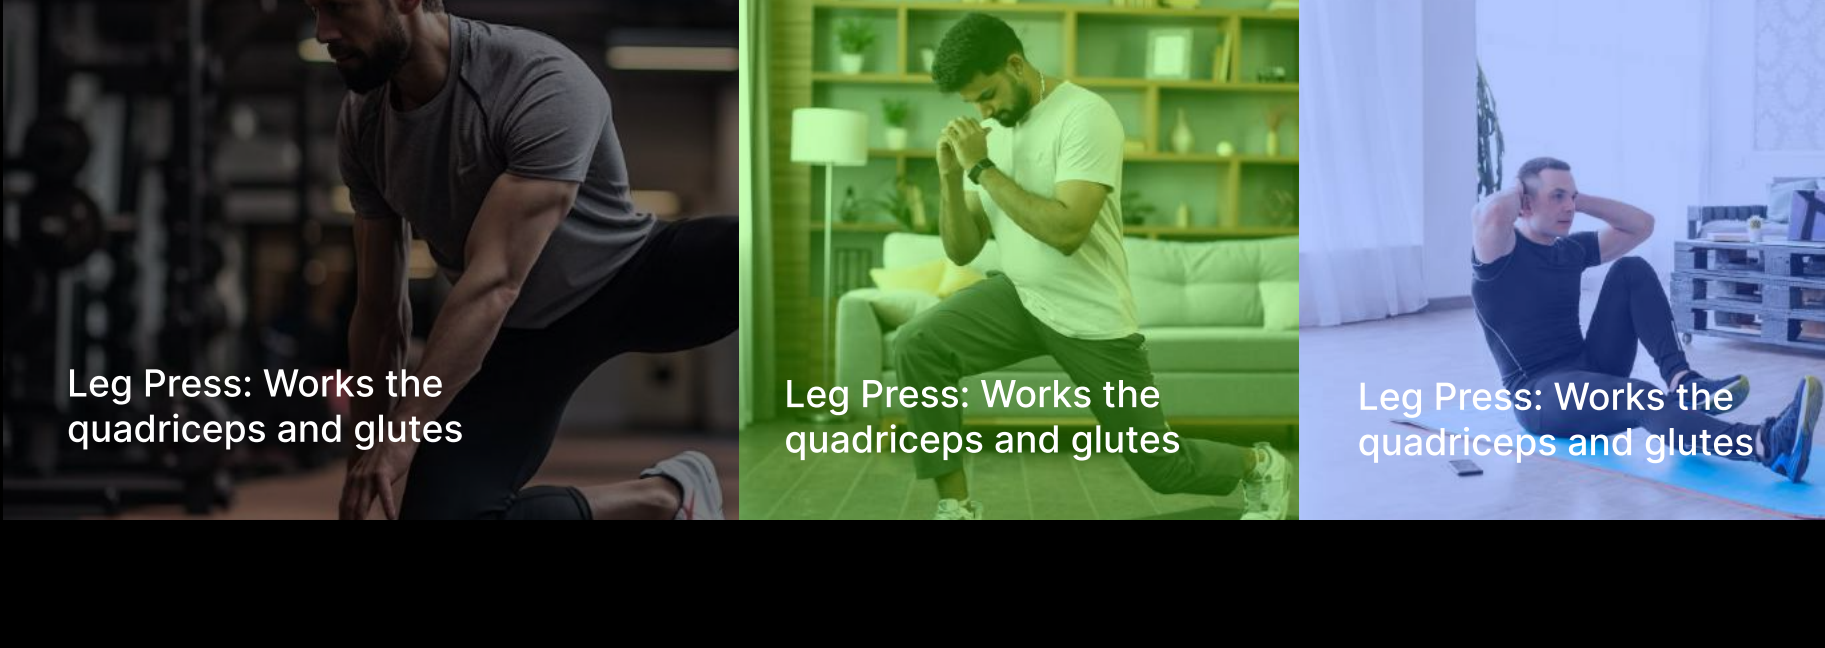 Leg Press: Works the
quadriceps and glutes
Leg Press: Works the
quadriceps and glutes
Leg Press: Works the
quadriceps and glutes